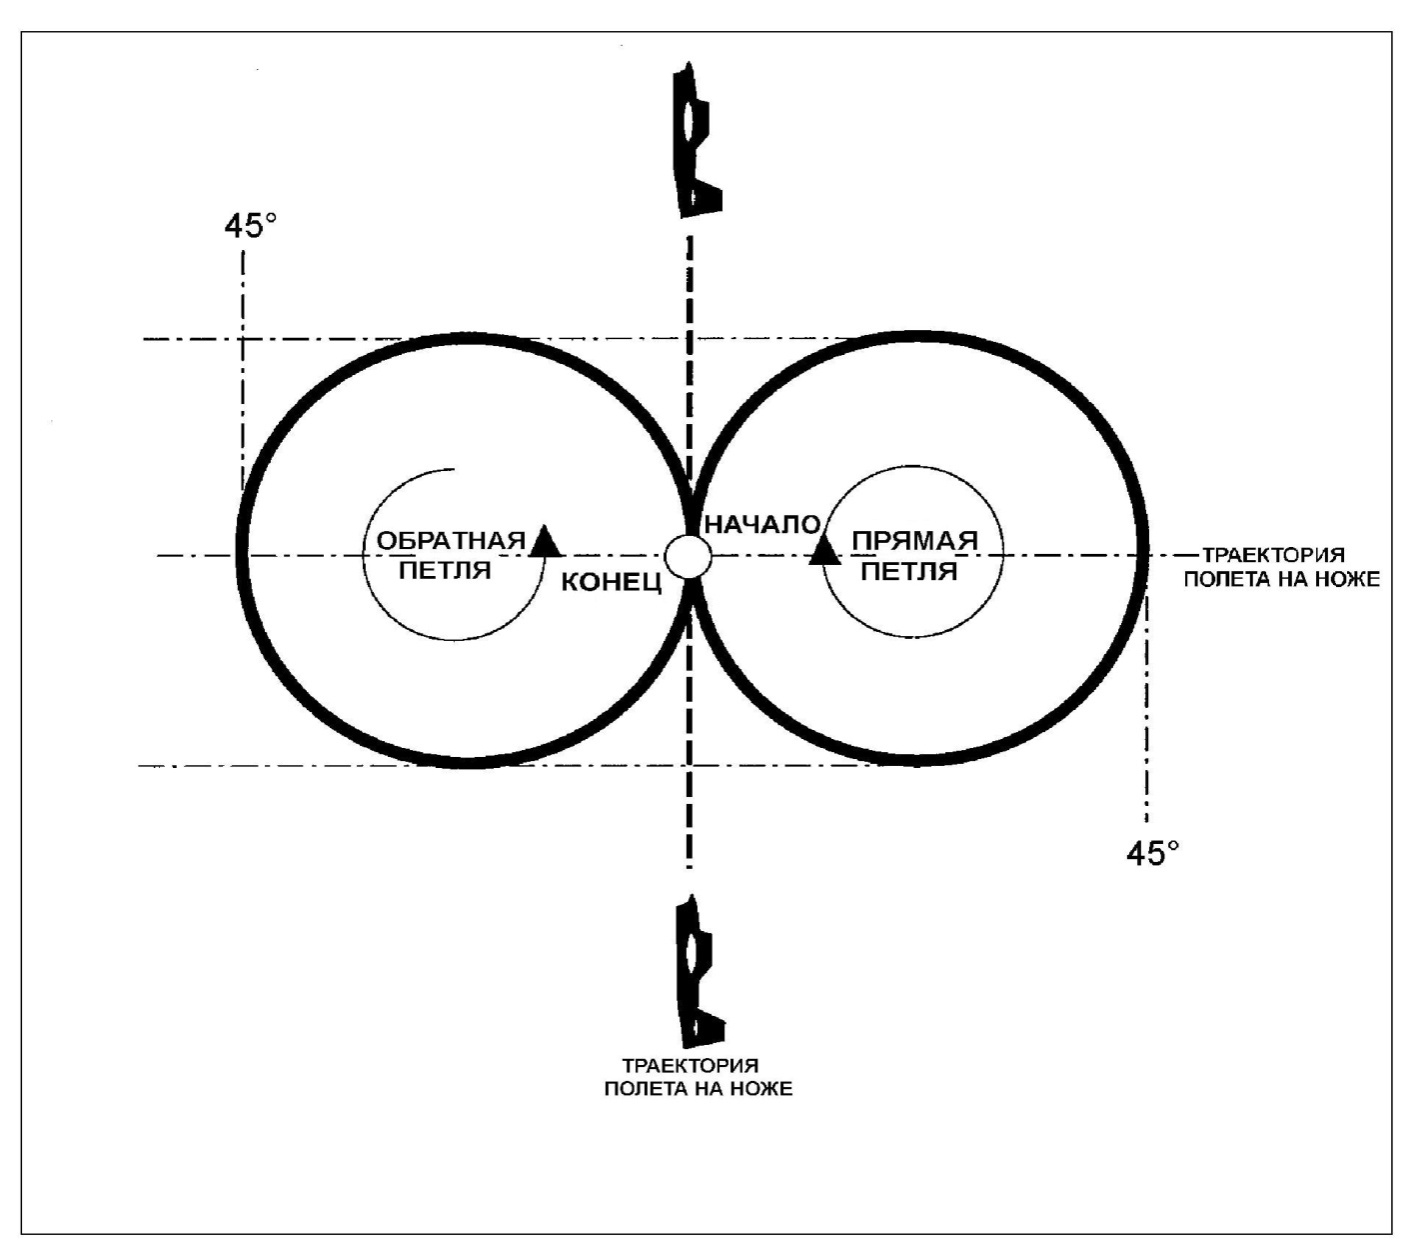 45°
НАЧАЛО
ОБРАТНАЯ
ПЕТЛЯ
КОНЕЦ
ПРЯМАЯ
ПЕТЛЯ
ТРАЕКТОРИЯ
ПОЛЕТА НА НОЖЕ
45°
ТРАЕКТОРИЯ
ПОЛЕТА НА НОЖЕ